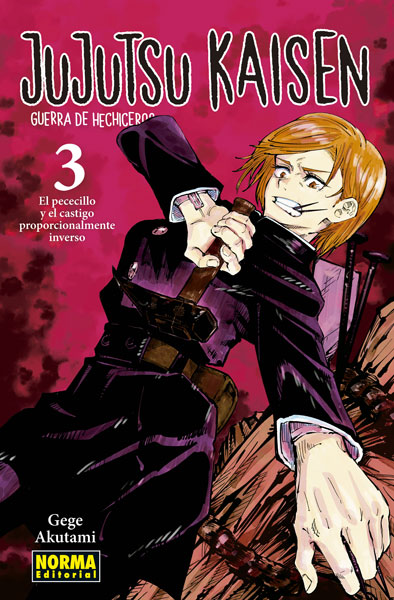 JUJUTSU KAISEN
GUERRA DE HECHICEROS
3
El pececillo
y el castigo
proporcionalmente
inverso
Gege
Akutami
NORMA
Editorial